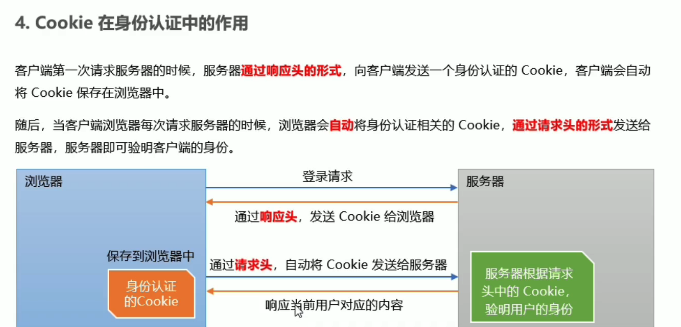 4. Cookie 在身份认证中的作用
客户端第一次请求服务器的时候，服务器通过响应头的形式，向客户端发送一个身份认证的 Cookie，客户端会自动
将 Cookie 保存在浏览器中。
随后，当客户端浏览器每次请求服务器的时候，浏览器会自动将身份认证相关的 Cookie，通过请求头的形式发送给
服务器，服务器即可验明客户端的身份。
浏览器
登录请求
服务器
通过响应头，发送 Cookie 给浏览器
保存到浏览器中
通过请求头，自动将 Cookie 发送给服务器
身份认证
的Cookie
服务器根据请求
头中的 Cookie，
验明用户的身份
响应当前用户对应的内容